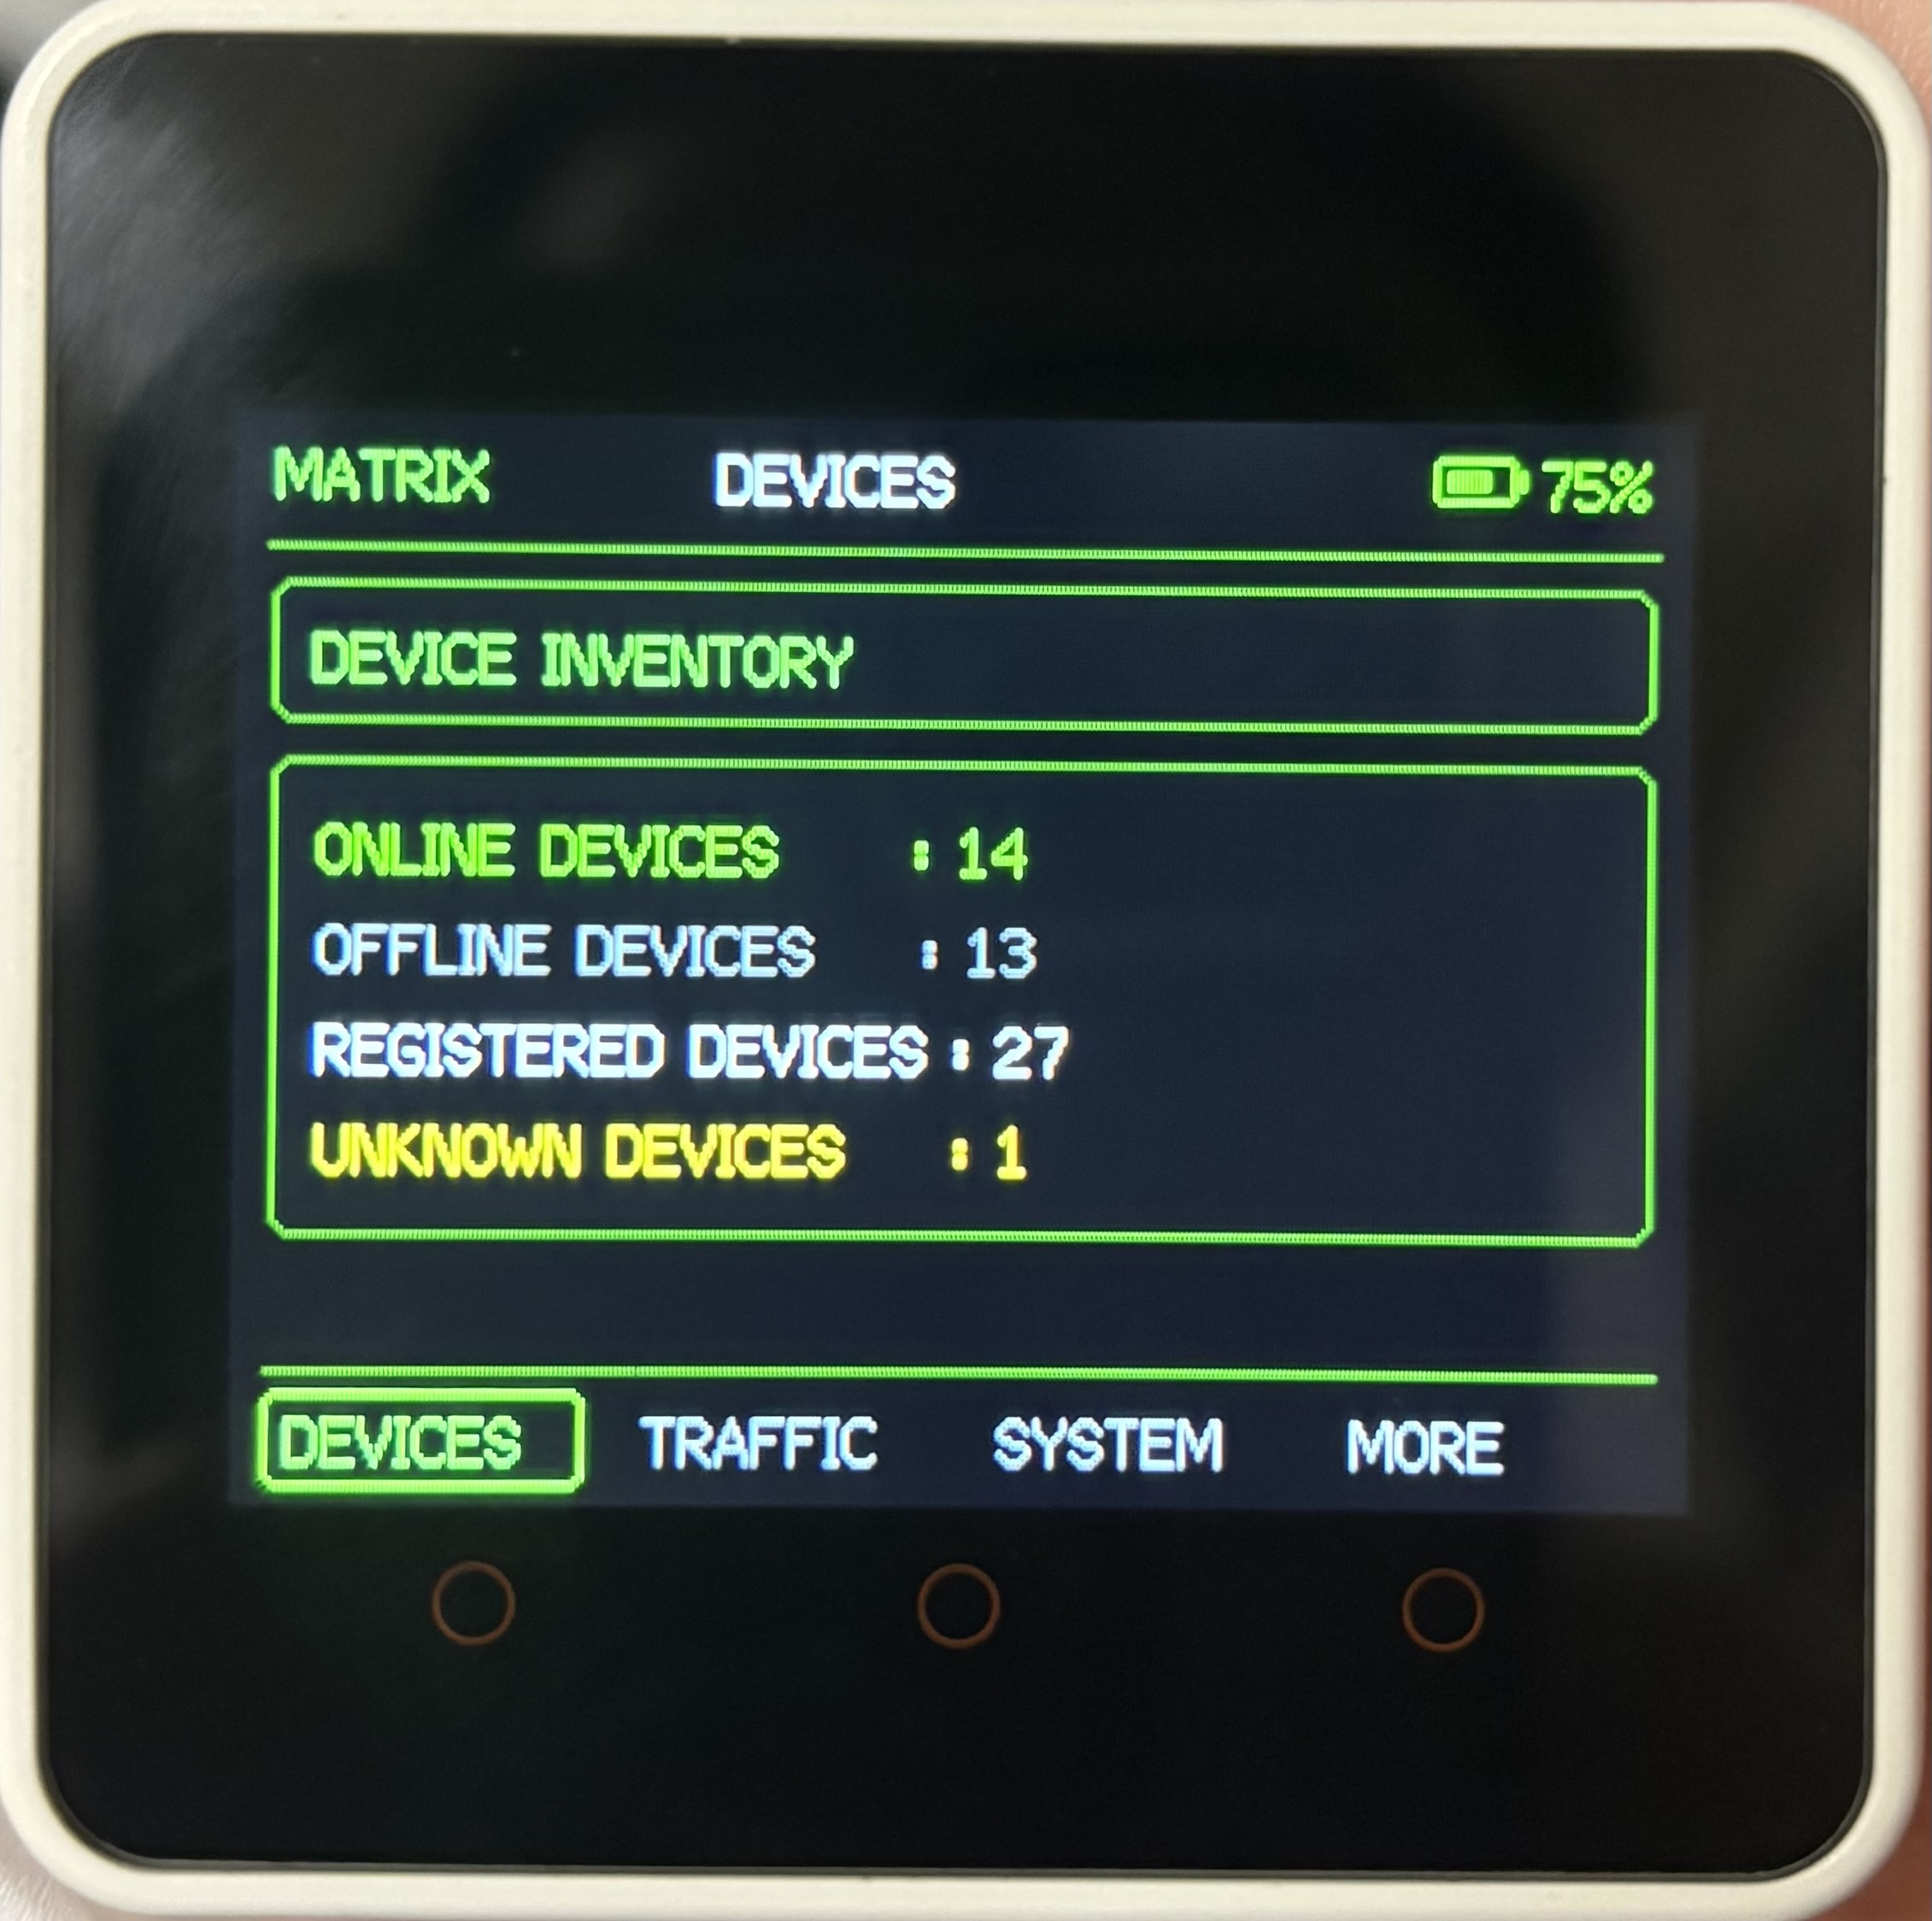 MATRIX DEVICES 75%
DEVICE INVENTORY
ONLINE DEVICES : 14
OFFLINE DEVICES : 13
REGISTERED DEVICES : 27
UNKNOWN DEVICES : 1
DEVICES TRAFFIC SYSTEM MORE